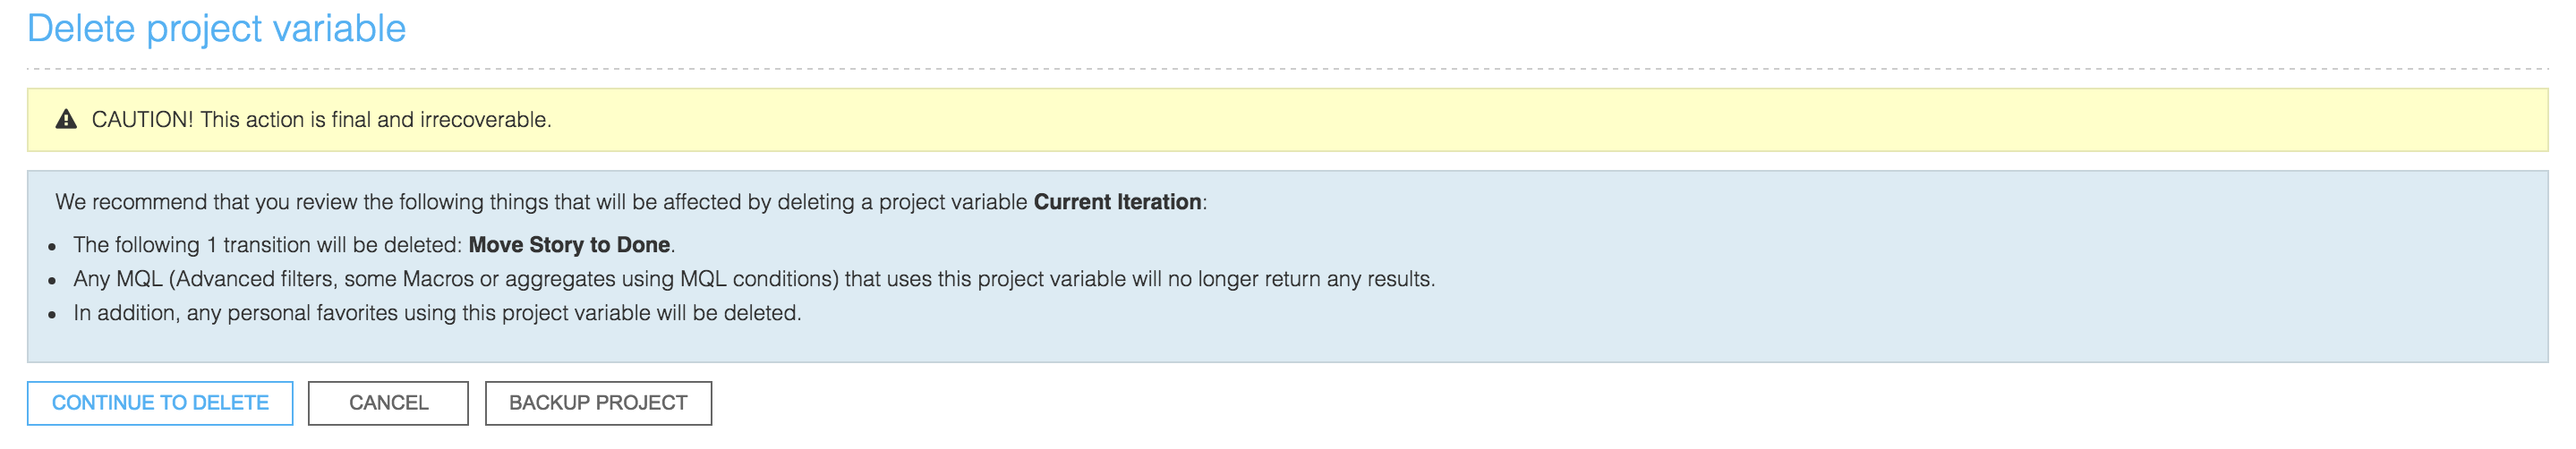 Delete project variable
CAUTION! This action is final and irrecoverable.
We recommend that you review the following things that will be affected by deleting a project variable Current Iteration:
• The following 1 transition will be deleted: Move Story to Done.
• Any MQL (Advanced filters, some Macros or aggregates using MQL conditions) that uses this project variable will no longer return any results.
• In addition, any personal favorites using this project variable will be deleted.
CONTINUE TO DELETE CANCEL BACKUP PROJECT